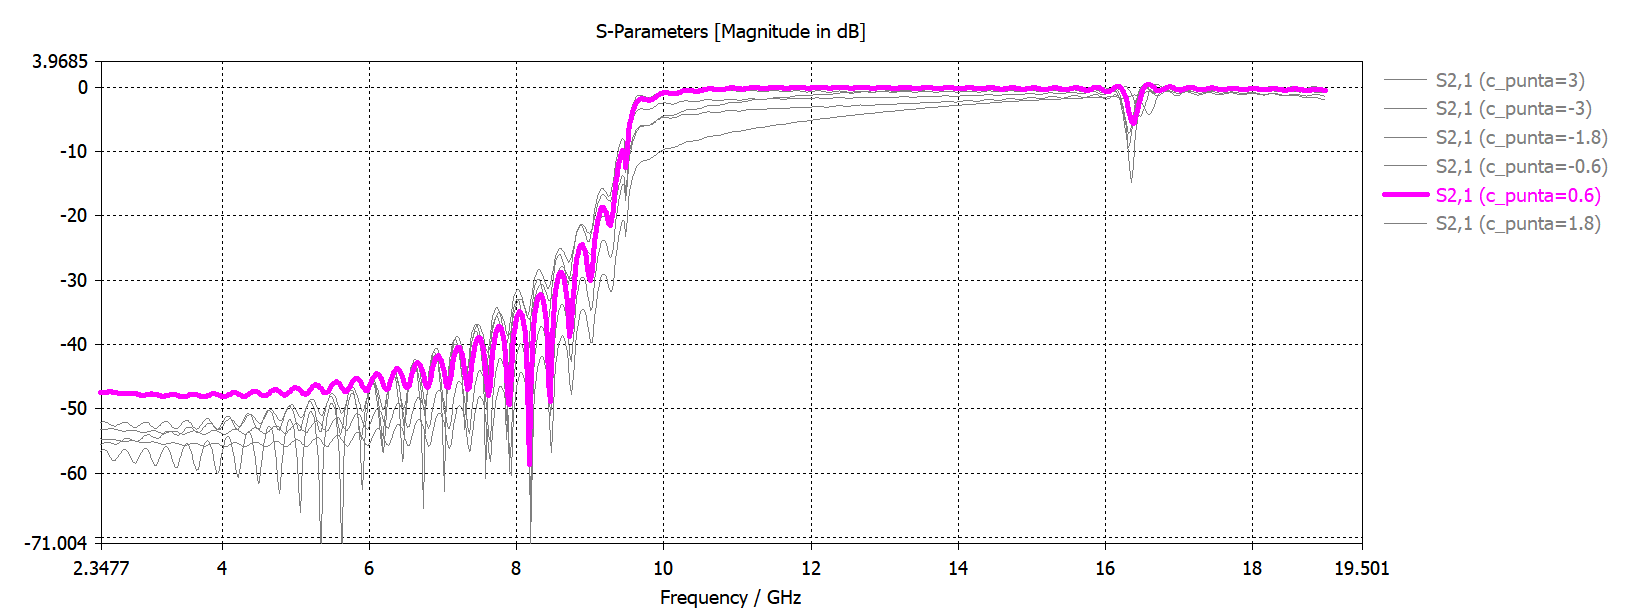 S-Parameters [Magnitude in dB]
3.9685
0
-10
-20
-30
-40
-50
-60
-71.004
2.3477
4
6
8
10
12
14
16
18
19.501
Frequency / GHz
S2,1 (c_punta=3)
S2,1 (c_punta=-3)
S2,1 (c_punta=-1.8)
S2,1 (c_punta=-0.6)
S2,1 (c_punta=0.6)
S2,1 (c_punta=1.8)